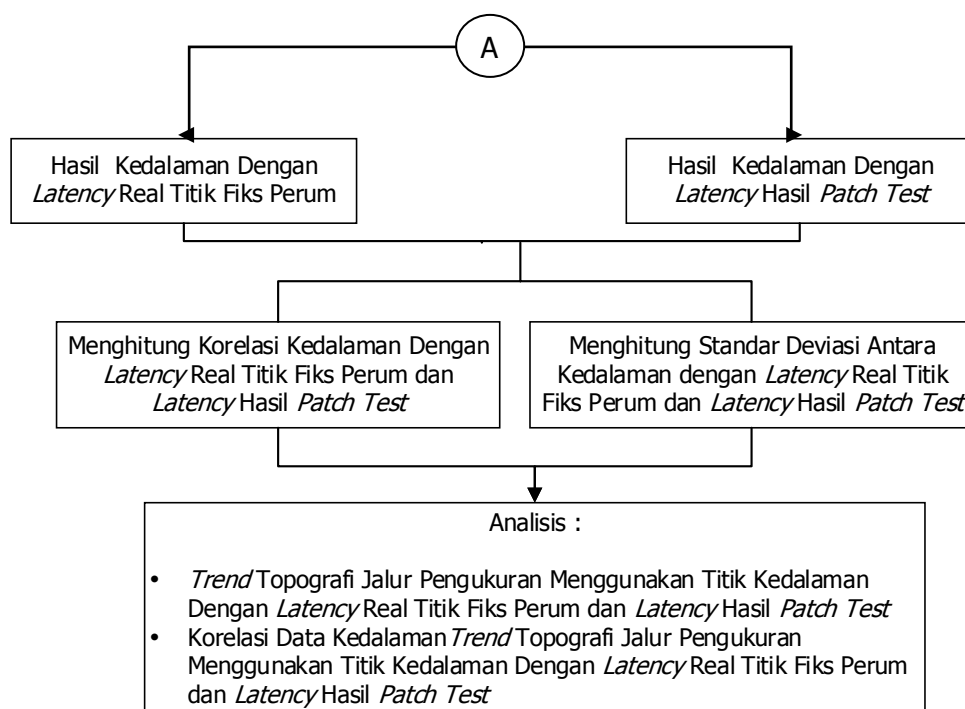 A
Hasil Kedalaman Dengan
Latency Real Titik Fiks Perum
Hasil Kedalaman Dengan
Latency Hasil Patch Test
Menghitung Korelasi Kedalaman Dengan
Latency Real Titik Fiks Perum dan
Latency Hasil Patch Test
Menghitung Standar Deviasi Antara
Kedalaman dengan Latency Real Titik
Fiks Perum dan Latency Hasil Patch Test
Analisis :
• Trend Topografi Jalur Pengukuran Menggunakan Titik Kedalaman
Dengan Latency Real Titik Fiks Perum dan Latency Hasil Patch Test
• Korelasi Data Kedalaman Trend Topografi Jalur Pengukuran
Menggunakan Titik Kedalaman Dengan Latency Real Titik Fiks Perum
dan Latency Hasil Patch Test